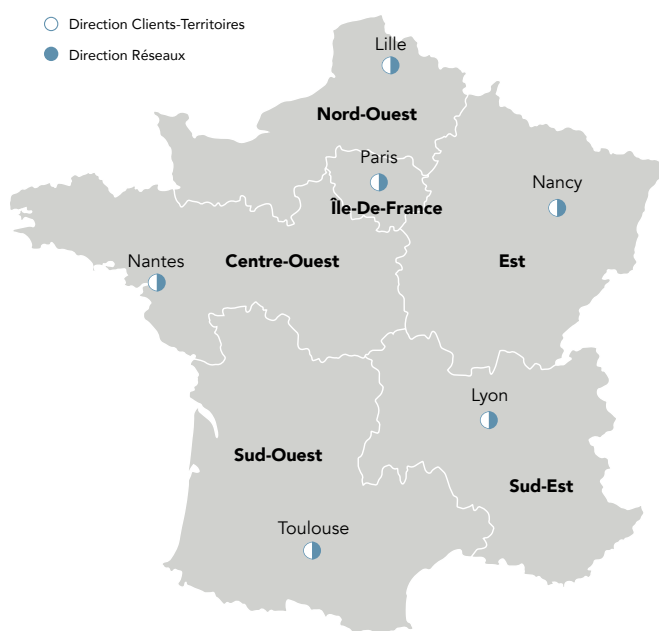 Direction Clients-Territoires
Direction Réseaux
Lille
Nord-Ouest
Paris
Île-De-France
Nancy
Nantes
Centre-Ouest
Est
Lyon
Sud-Ouest
Sud-Est
Toulouse